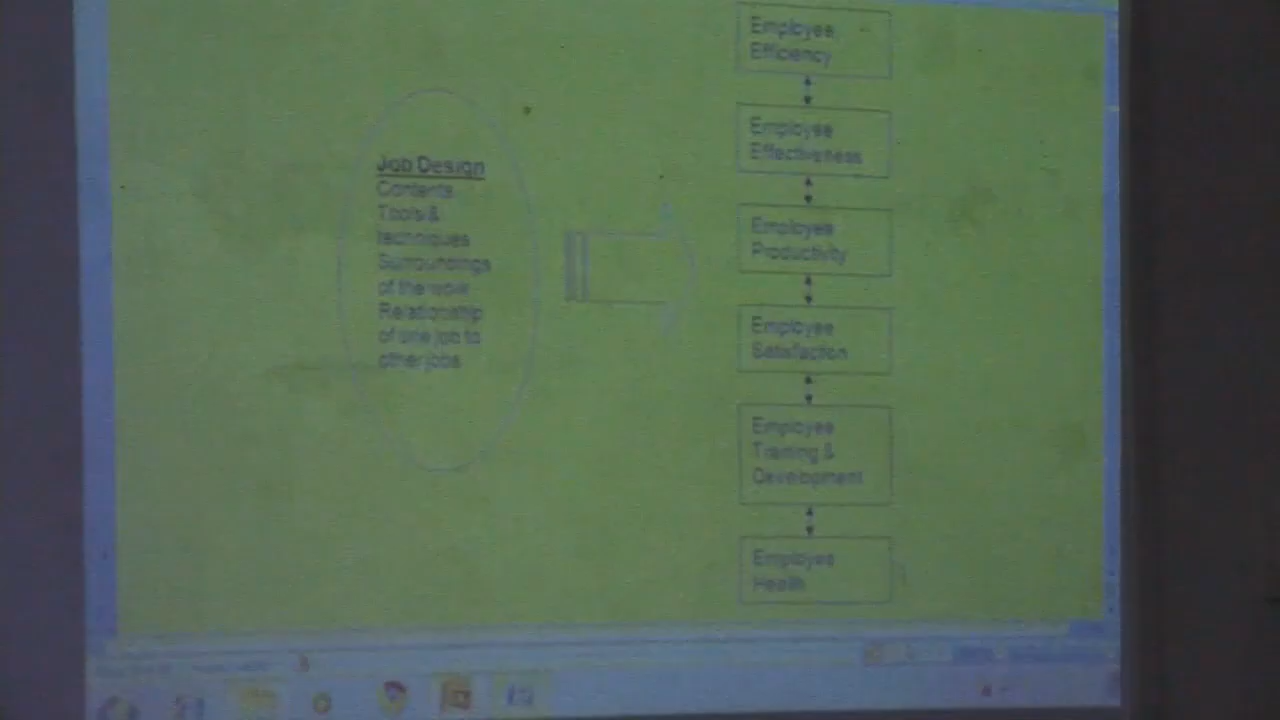 Job Design
Contents
Tools &
techniques
Surroundings
of the work
Relationship
of one job to
other jobs
Employee
Efficiency
Employee
Effectiveness
Employee
Productivity
Employee
Satisfaction
Employee
Training &
Development
Employee
Health